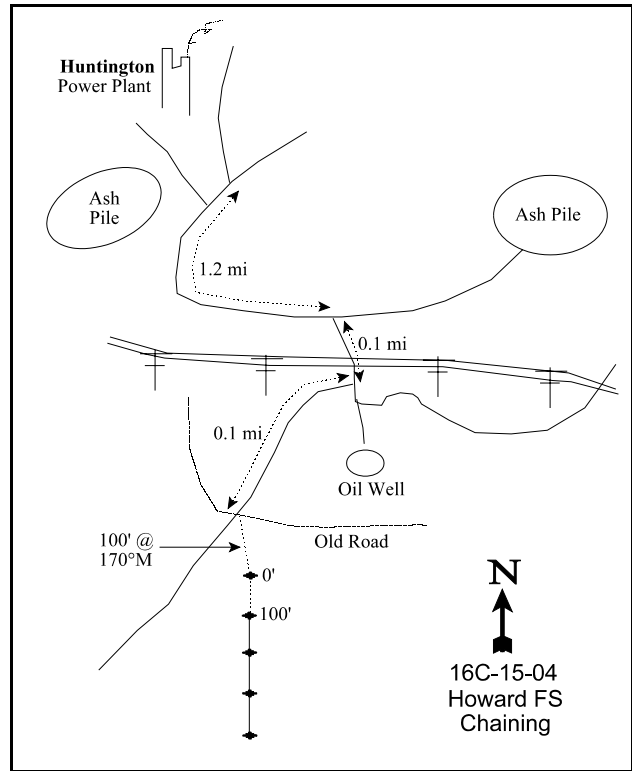 Huntington
Power Plant
Ash
Pile
Ash Pile
1.2 mi
0.1 mi
0.1 mi
Oil Well
100' @
170°M
Old Road
0'
100'
N
16C-15-04
Howard FS
Chaining